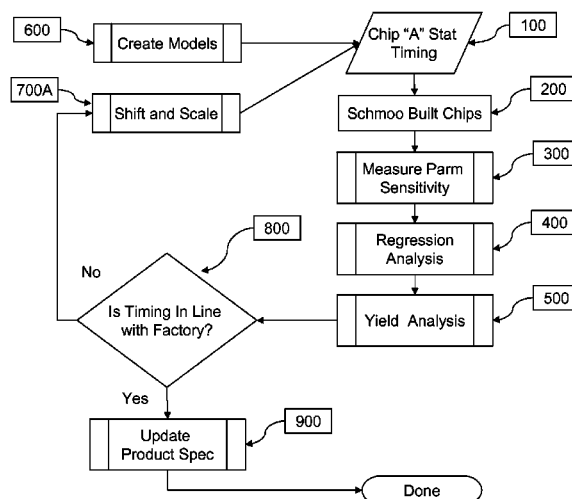 600
Create Models
Chip “A” Stat
Timing
100
700A
Shift and Scale
Schmoo Built Chips
200
Measure Parm
Sensitivity
300
Regression
Analysis
400
800
No
Is Timing In Line
with Factory?
Yield Analysis
500
Yes
Update
Product Spec
900
Done